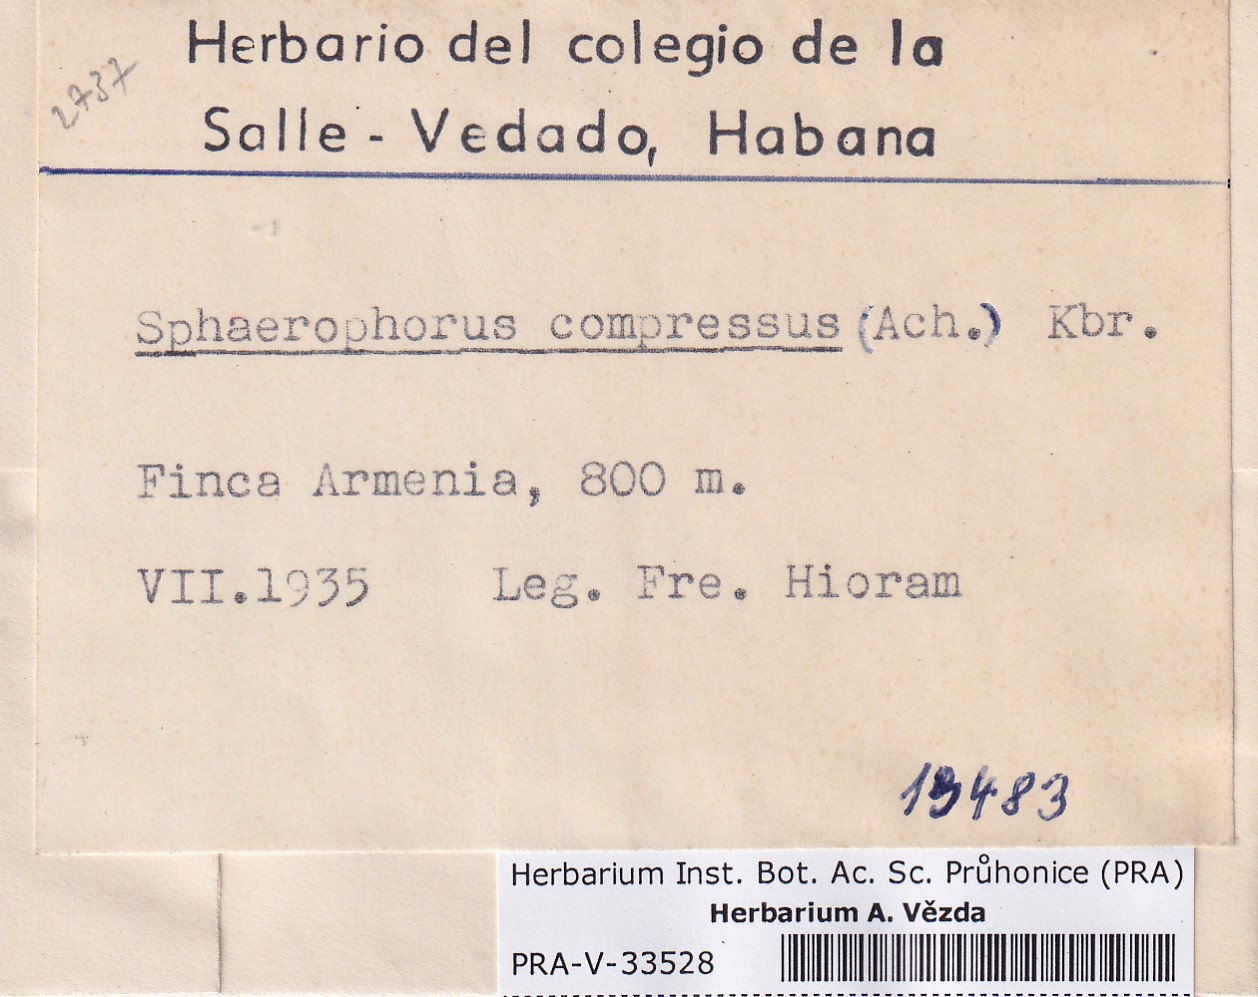 Herbario del colegio de la
2737
Salle - Vedado, Habana
Sphaerophorus compressus (Ach.) Kbr.
Finca Armenia, 800 m.
VII.1935 Leg. Fre. Hioram
Herbarium Inst. Bot. Ac. Sc. Průhonice (PRA)
Herbarium A. Vězda
PRA-V-33528